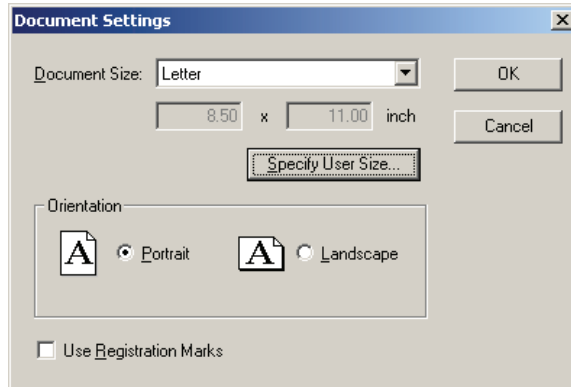 Document Settings
Document Size: Letter
OK
8.50 x 11.00 inch
Cancel
Specify User Size...
Orientation
A Portrait A Landscape
Use Registration Marks